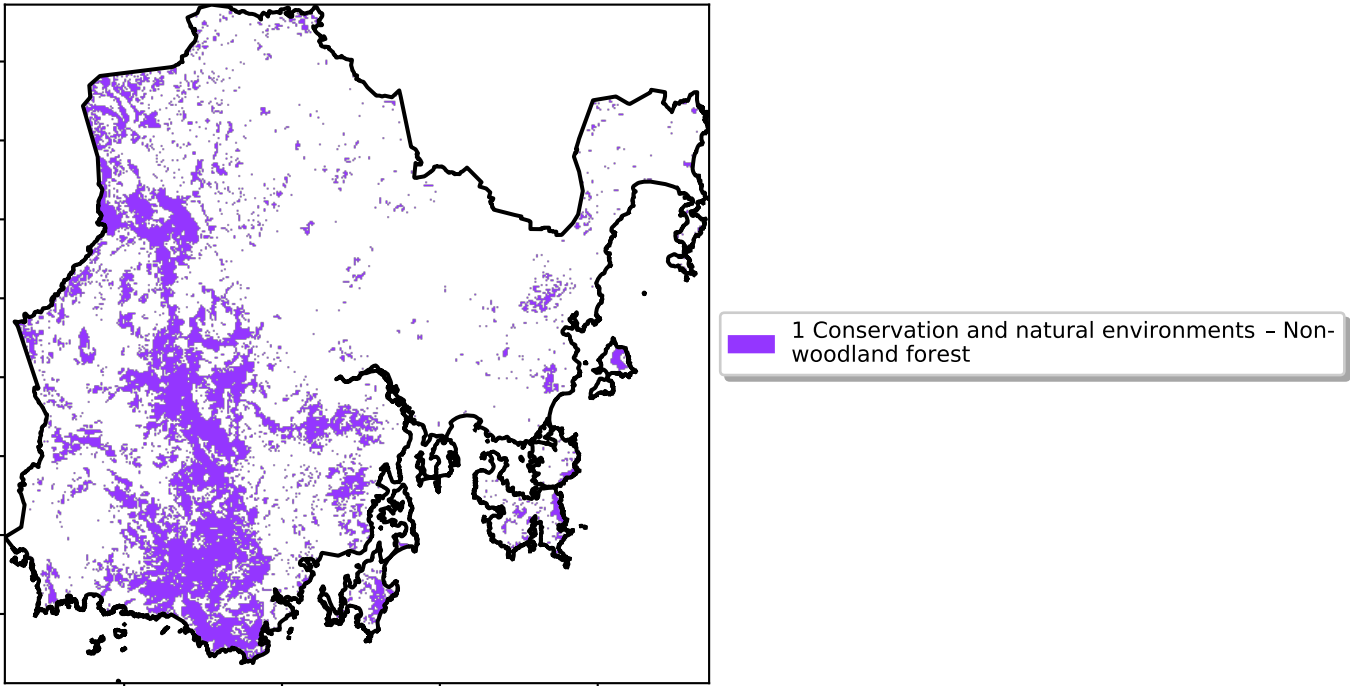 1 Conservation and natural environments – Non-
woodland forest